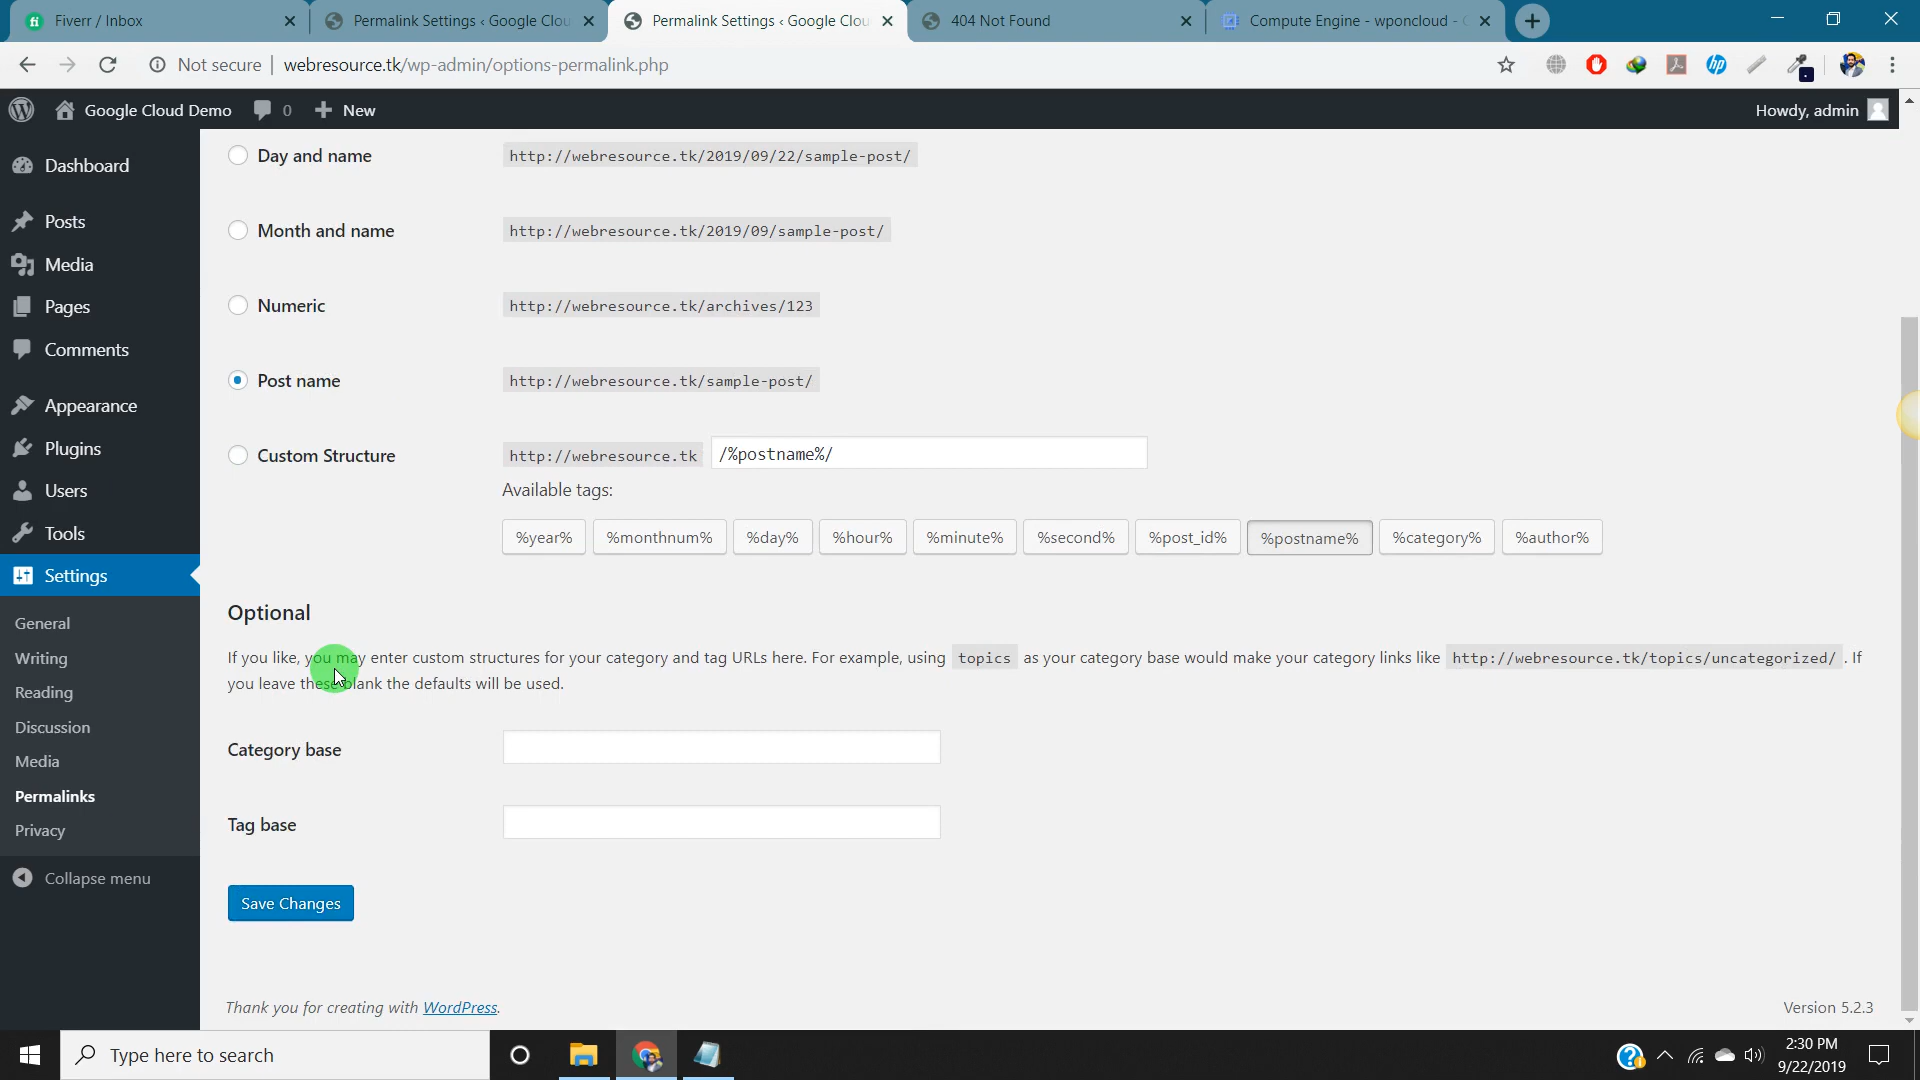 Fiverr / Inbox
Permalink Settings ‹ Google Clou
Permalink Settings ‹ Google Clou
404 Not Found
Compute Engine - wponcloud -
Not secure | webresource.tk/wp-admin/options-permalink.php
Google Cloud Demo 0 New
Howdy, admin
Dashboard
Posts
Media
Pages
Comments
Appearance
Plugins
Users
Tools
Settings
General
Writing
Reading
Discussion
Media
Permalinks
Privacy
Collapse menu
Day and name http://webresource.tk/2019/09/22/sample-post/
Month and name http://webresource.tk/2019/09/sample-post/
Numeric http://webresource.tk/archives/123
Post name http://webresource.tk/sample-post/
Custom Structure http://webresource.tk /%postname%/
Available tags:
%year% %monthnum% %day% %hour% %minute% %second% %post_id% %postname% %category% %author%
Optional
If you like, you may enter custom structures for your category and tag URLs here. For example, using topics as your category base would make your category links like http://webresource.tk/topics/uncategorized/ . If
you leave these blank the defaults will be used.
Category base
Tag base
Save Changes
Thank you for creating with WordPress.
Version 5.2.3
Type here to search
2:30 PM
9/22/2019